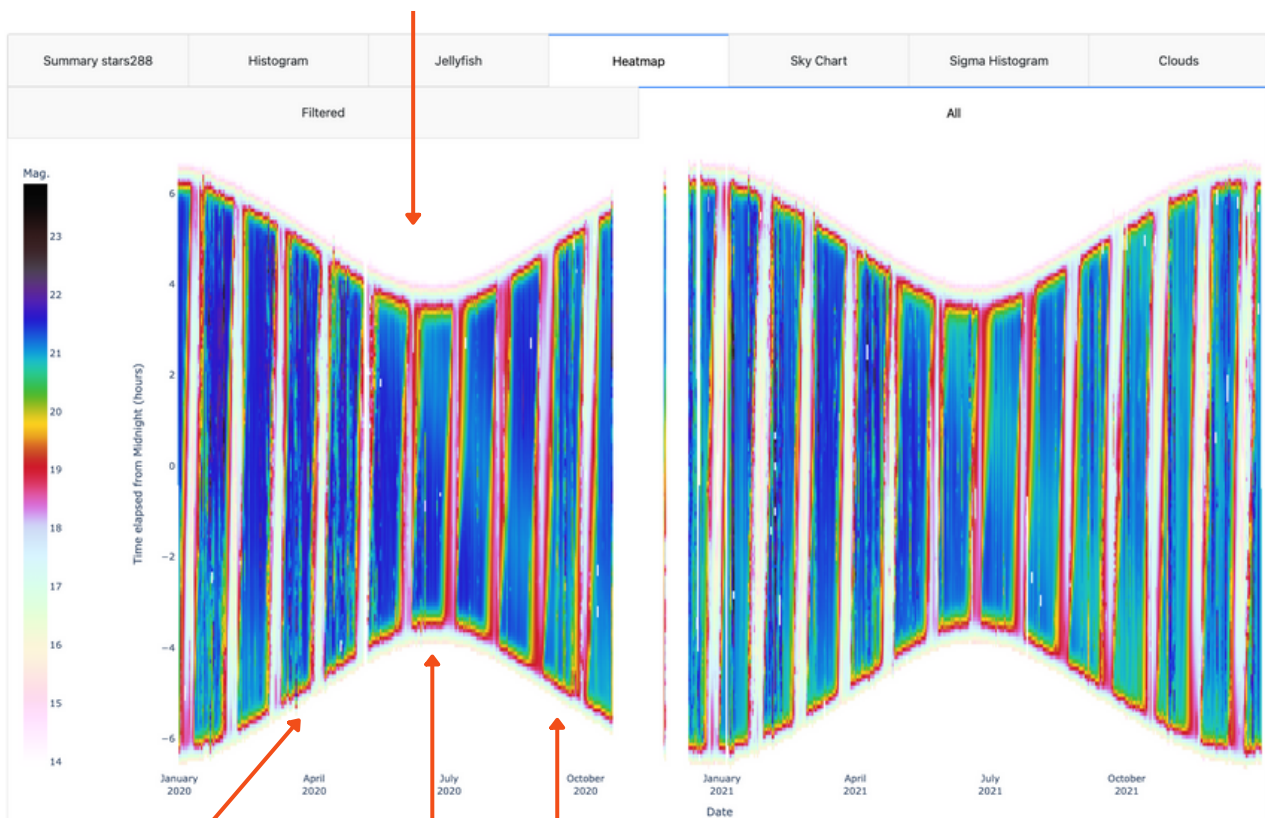 Summary stars288
Histogram
Jellyfish
Heatmap
Sky Chart
Sigma Histogram
Clouds
Filtered
All
Mag.
23
22
21
20
19
18
17
16
15
14
Time elapsed from Midnight (hours)
6
4
2
0
−2
−4
−6
January
2020
April
2020
July
2020
October
2020
January
2021
April
2021
July
2021
October
2021
Date